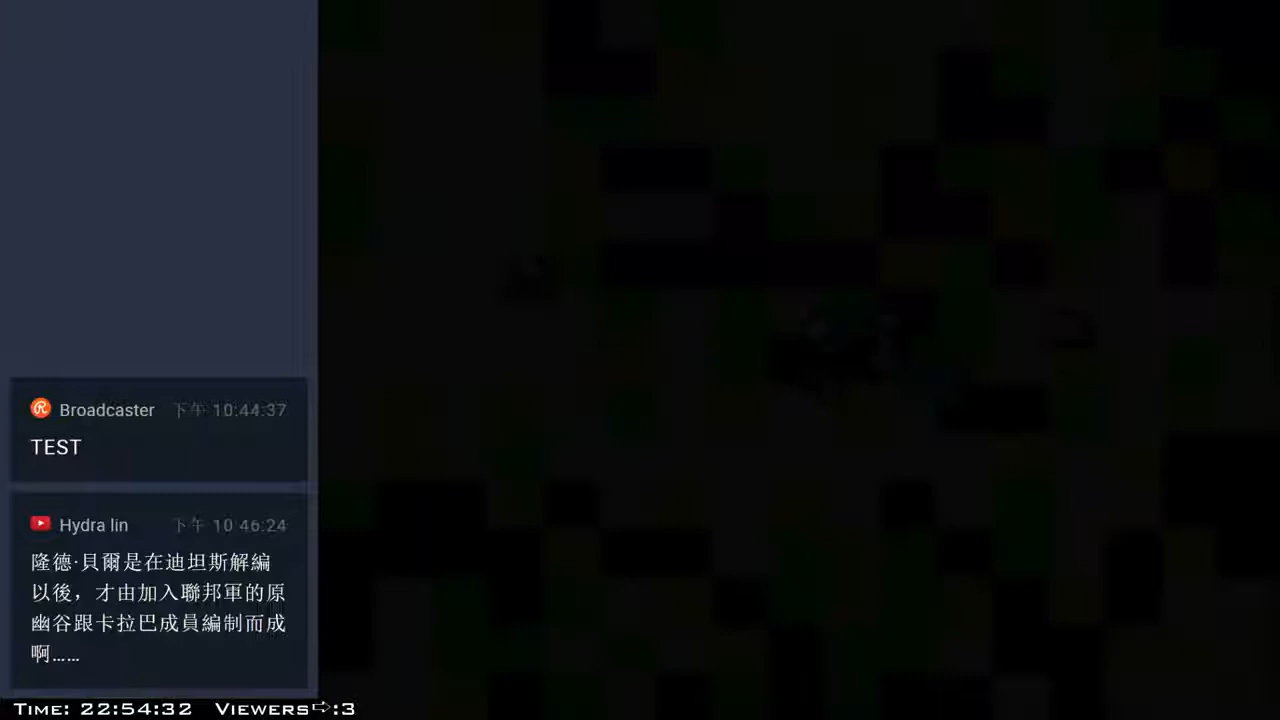 Broadcaster 下午 10:44:37
TEST
Hydra lin 下午 10:46:24
隆德·貝爾是在迪坦斯解編
以後，才由加入聯邦軍的原
幽谷跟卡拉巴成員編制而成
啊……
Time: 22:54:32 Viewers⇨:3